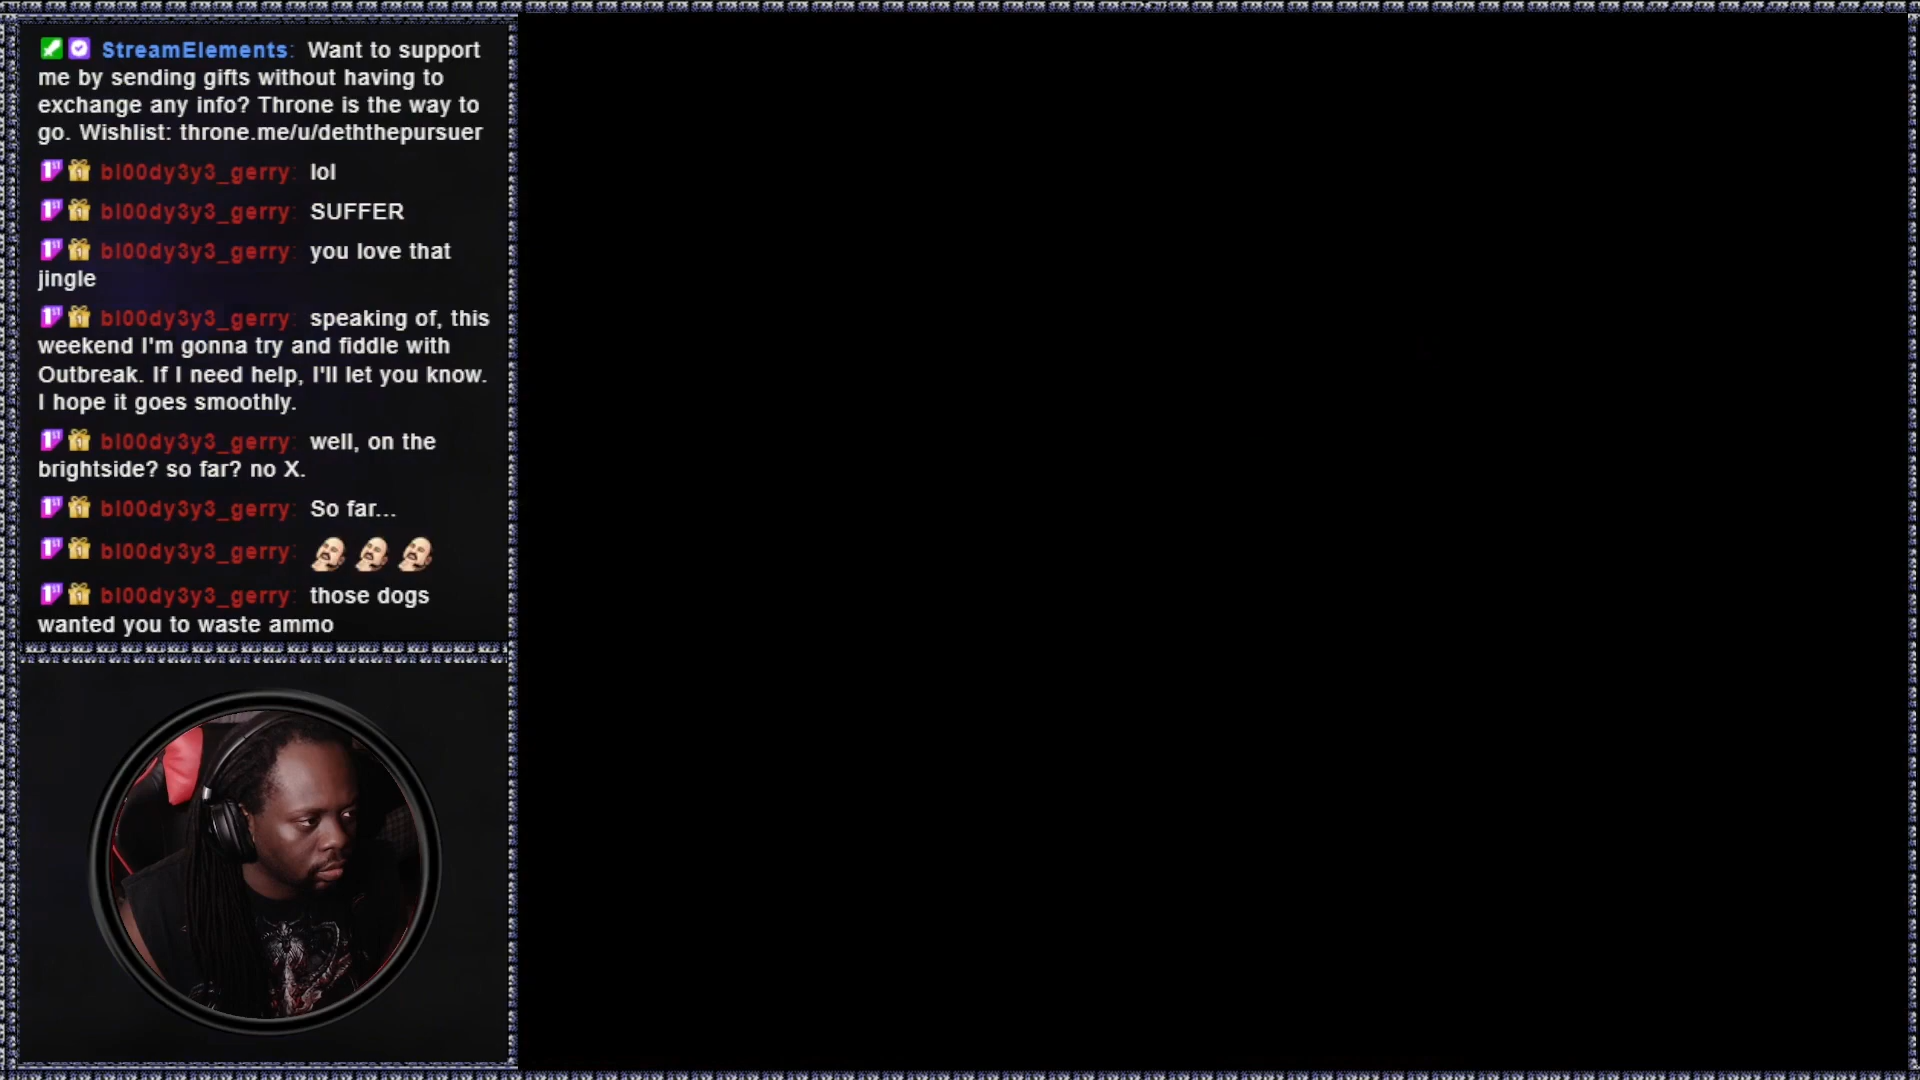 StreamElements: Want to support
me by sending gifts without having to
exchange any info? Throne is the way to
go. Wishlist: throne.me/u/deththepursuer
bl00dy3y3_gerry: lol
bl00dy3y3_gerry: SUFFER
bl00dy3y3_gerry: you love that
jingle
bl00dy3y3_gerry: speaking of, this
weekend I'm gonna try and fiddle with
Outbreak. If I need help, I'll let you know.
I hope it goes smoothly.
bl00dy3y3_gerry: well, on the
brightside? so far? no X.
bl00dy3y3_gerry: So far...
bl00dy3y3_gerry:
bl00dy3y3_gerry: those dogs
wanted you to waste ammo